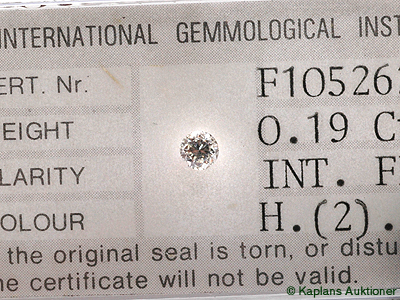 INTERNATIONAL GEMMOLOGICAL INST
ERT. Nr. F10526
EIGHT 0.19 C
LARITY INT. F
OLOUR H.(2).
the original seal is torn, or distu
he certificate will not be valid.
© Kaplans Auktioner